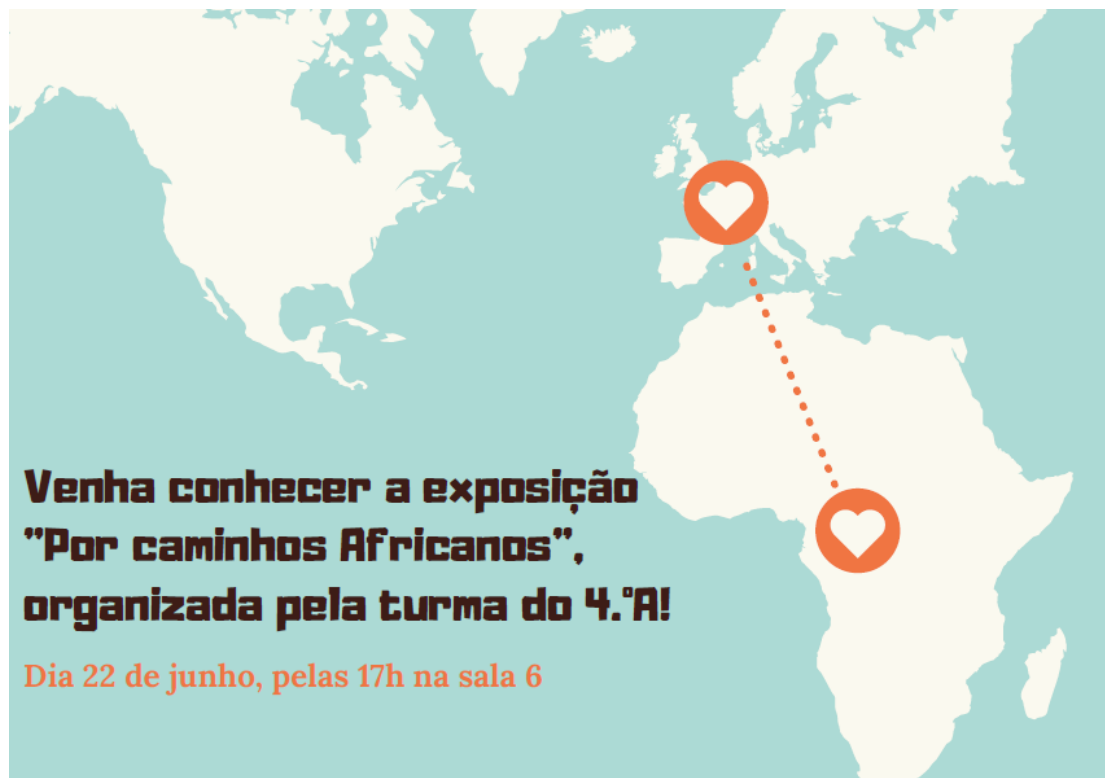 Venha conhecer a exposição
"Por caminhos Africanos",
organizada pela turma do 4.ºA!
Dia 22 de junho, pelas 17h na sala 6